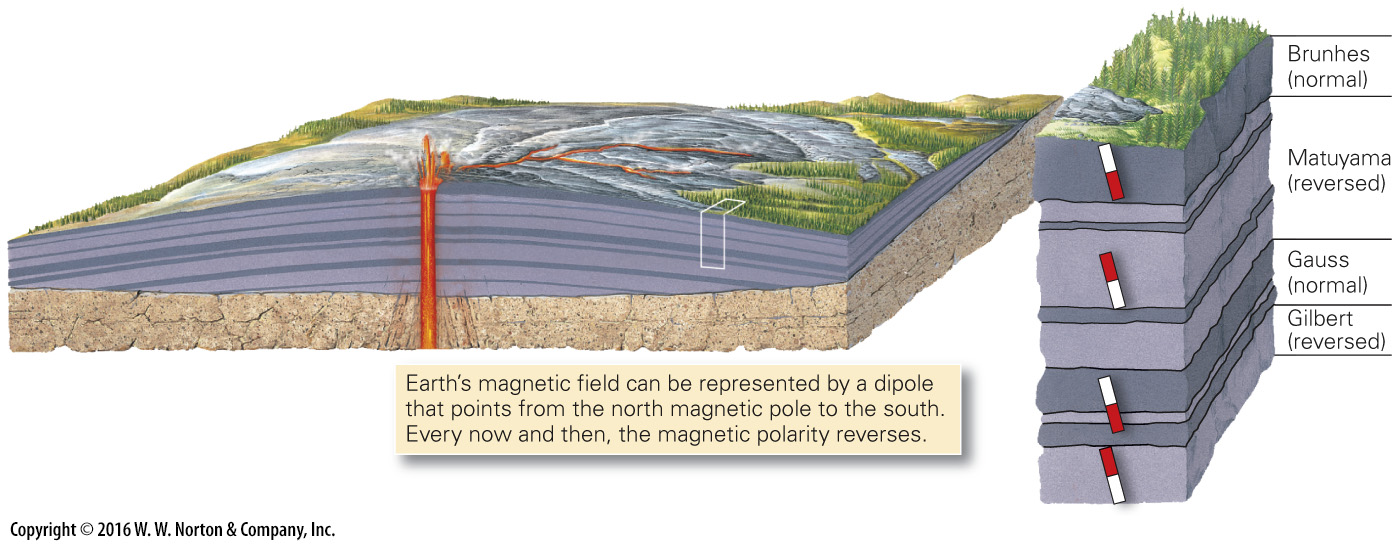 Brunhes
(normal)
Matuyama
(reversed)
Gauss
(normal)
Gilbert
(reversed)
Earth’s magnetic field can be represented by a dipole
that points from the north magnetic pole to the south.
Every now and then, the magnetic polarity reverses.
Copyright © 2016 W. W. Norton & Company, Inc.